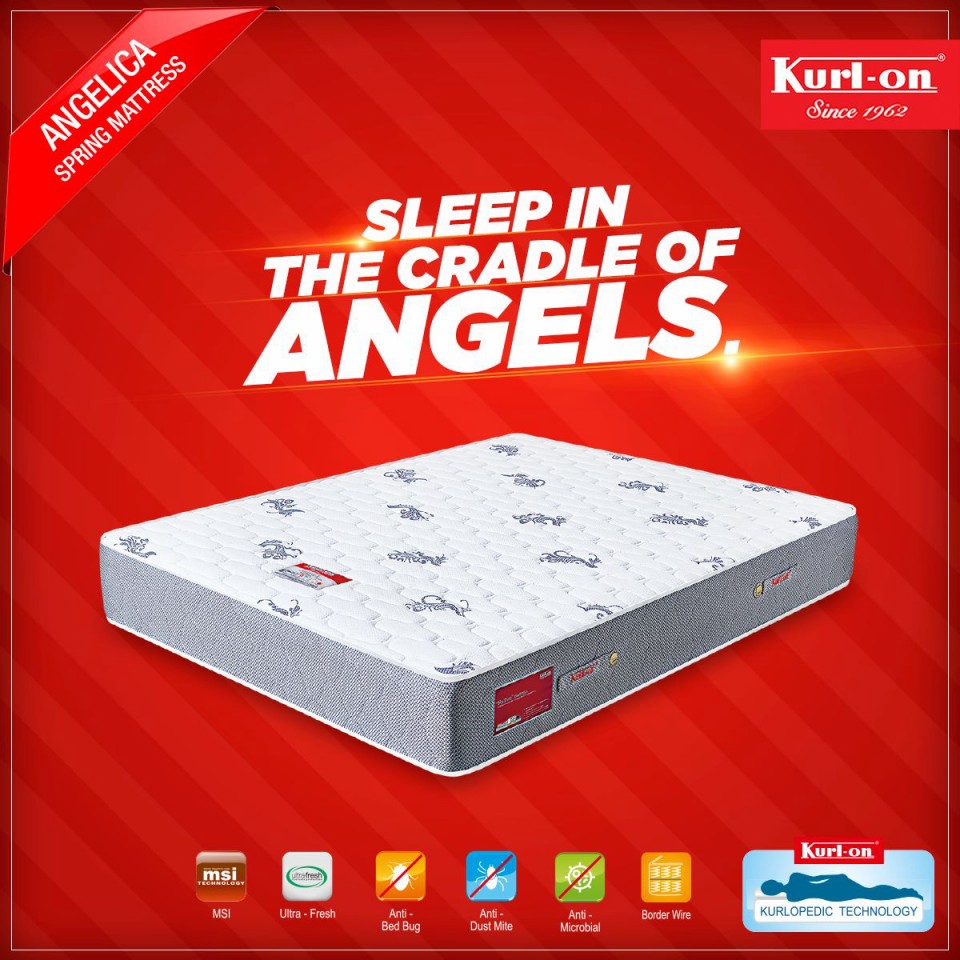 ANGELICA
SPRING MATTRESS
Kurl-on®
Since 1962
SLEEP IN
THE CRADLE OF
ANGELS.
msi
TECHNOLOGY
ultrafresh
MSI
Ultra - Fresh
Anti -
Bed Bug
Anti -
Dust Mite
Anti -
Microbial
Border Wire
Kurl-on®
KURLOPEDIC TECHNOLOGY